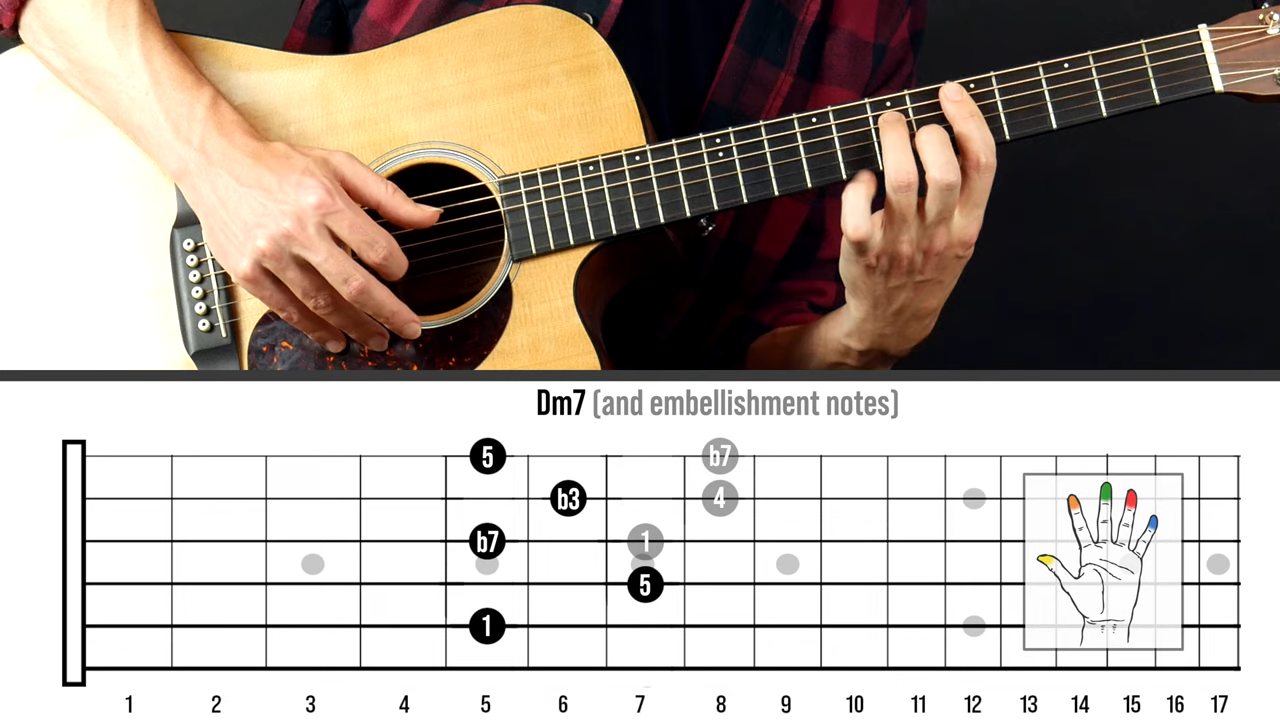 Dm7 (and embellishment notes)
5 b7
b3 4
b7 1
5
1
1 2 3 4 5 6 7 8 9 10 11 12 13 14 15 16 17